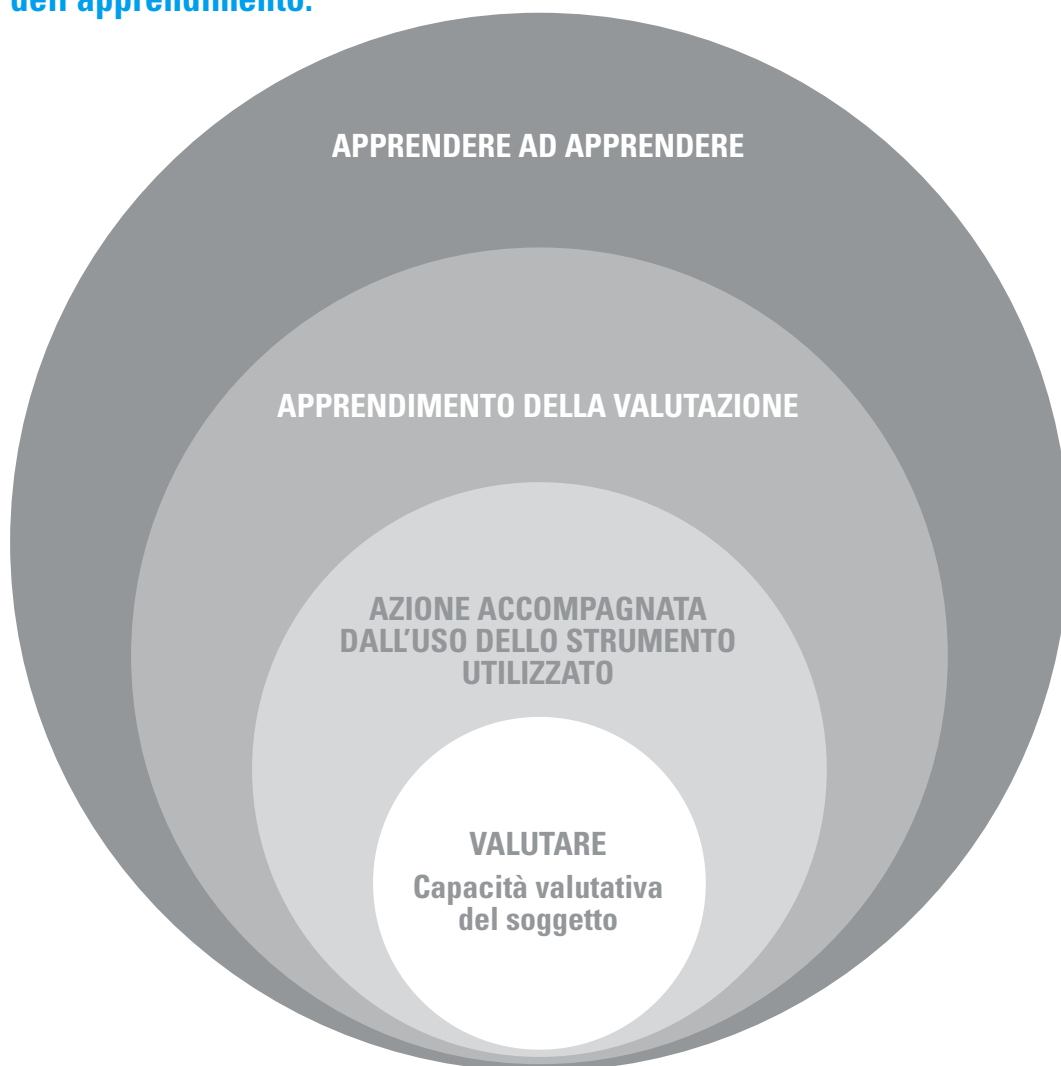 dell'apprendimento.
APPRENDERE AD APPRENDERE
APPRENDIMENTO DELLA VALUTAZIONE
AZIONE ACCOMPAGNATA
DALL'USO DELLO STRUMENTO
UTILIZZATO
VALUTARE
Capacità valutativa
del soggetto